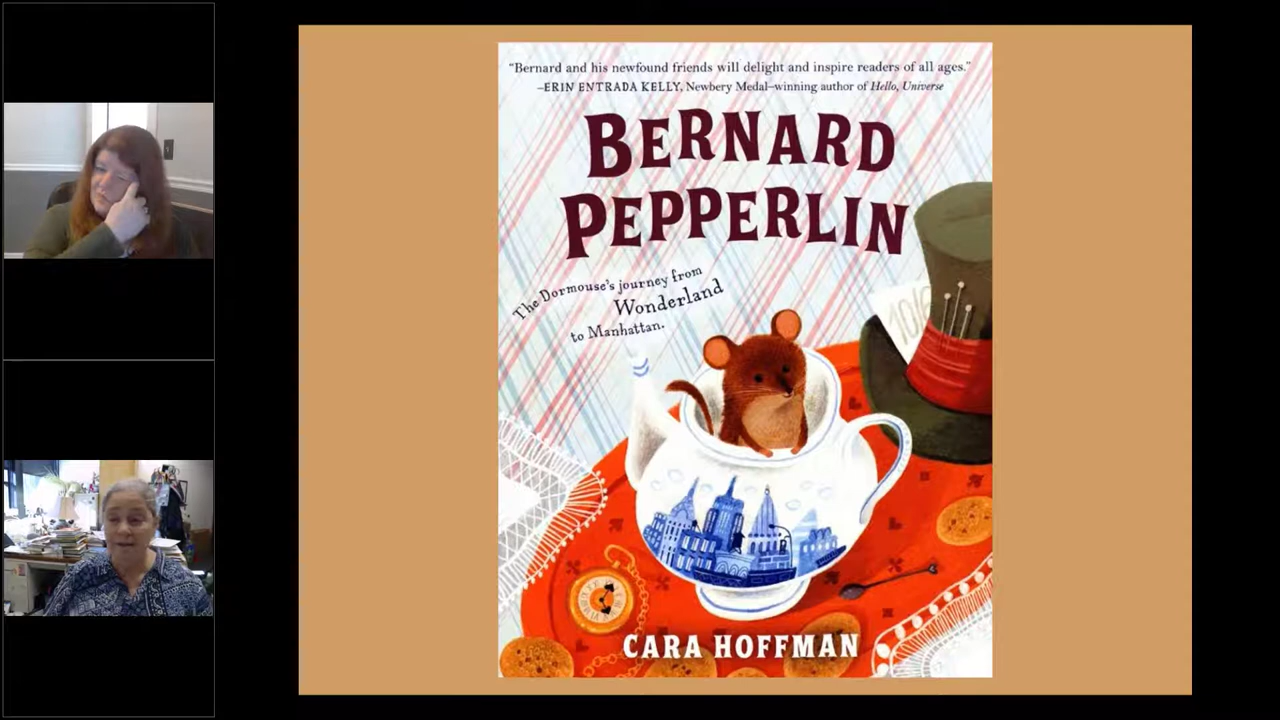 “Bernard and his newfound friends will delight and inspire readers of all ages.”
—ERIN ENTRADA KELLY, Newbery Medal–winning author of Hello, Universe
BERNARD
PEPPERLIN
The Dormouse’s journey from
Wonderland
to Manhattan.
CARA HOFFMAN